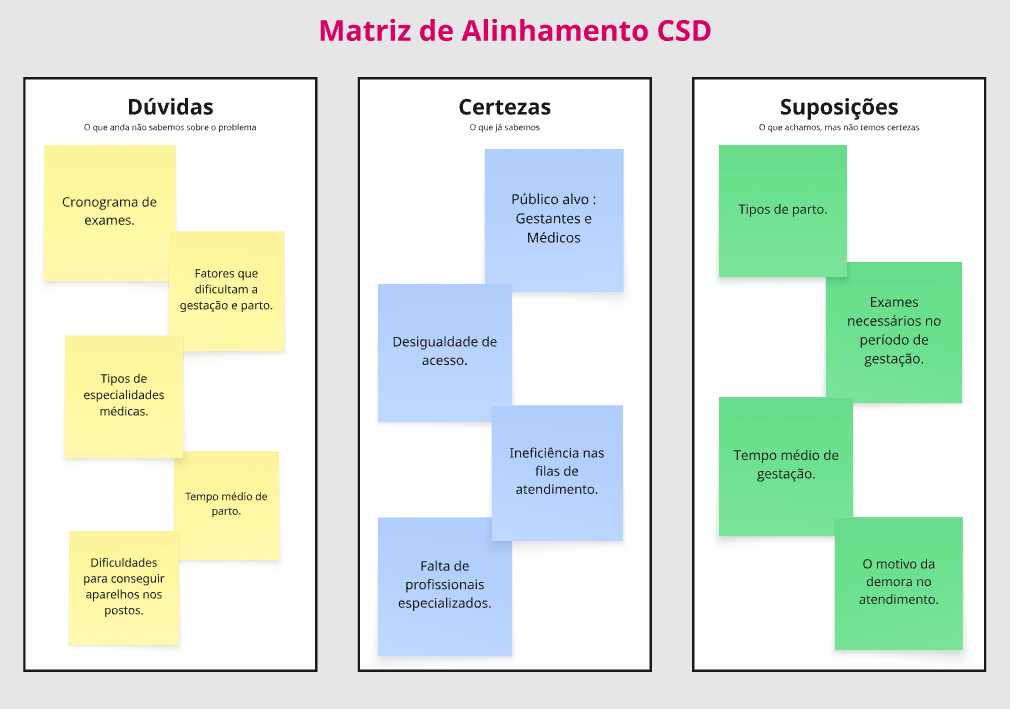 Matriz de Alinhamento CSD
Dúvidas
O que anda não sabemos sobre o problema
Cronograma de
exames.
Fatores que
dificultam a
gestação e parto.
Tipos de
especialidades
médicas.
Tempo médio de
parto.
Dificuldades
para conseguir
aparelhos nos
postos.
Certezas
O que já sabemos
Público alvo :
Gestantes e
Médicos
Desigualdade de
acesso.
Ineficiência nas
filas de
atendimento.
Falta de
profissionais
especializados.
Suposições
O que achamos, mas não temos certezas
Tipos de parto.
Exames
necessários no
período de
gestação.
Tempo médio de
gestação.
O motivo da
demora no
atendimento.